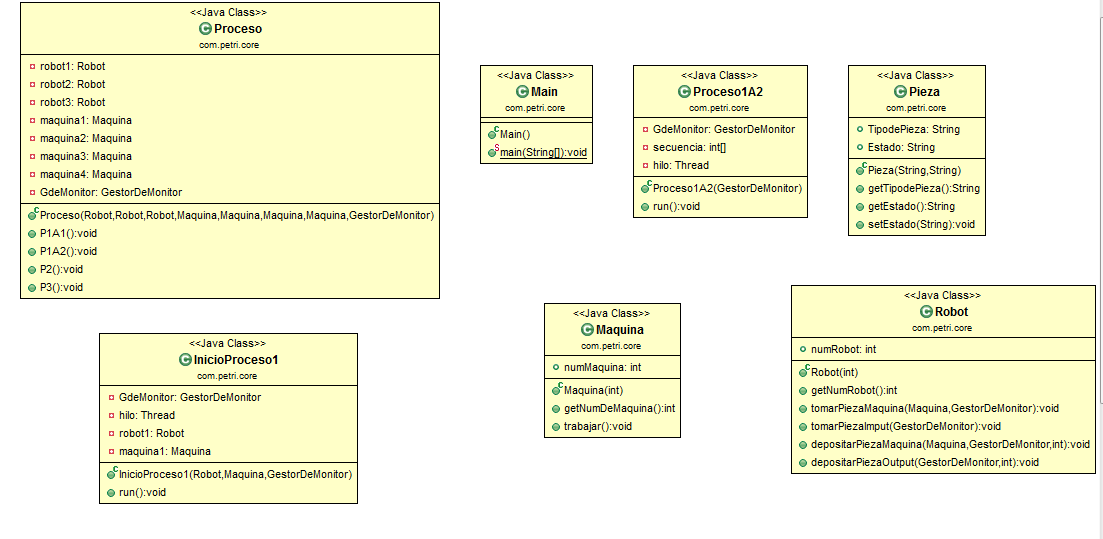 <<Java Class>>
Proceso
com.petri.core
robot1: Robot
robot2: Robot
robot3: Robot
maquina1: Maquina
maquina2: Maquina
maquina3: Maquina
maquina4: Maquina
GdeMonitor: GestorDeMonitor
Proceso(Robot,Robot,Robot,Maquina,Maquina,Maquina,Maquina,GestorDeMonitor)
P1A1():void
P1A2():void
P2():void
P3():void
<<Java Class>>
Main
com.petri.core
Main()
main(String[]):void
<<Java Class>>
Proceso1A2
com.petri.core
GdeMonitor: GestorDeMonitor
secuencia: int[]
hilo: Thread
Proceso1A2(GestorDeMonitor)
run():void
<<Java Class>>
Pieza
com.petri.core
TipodePieza: String
Estado: String
Pieza(String,String)
getTipodePieza():String
getEstado():String
setEstado(String):void
<<Java Class>>
InicioProceso1
com.petri.core
GdeMonitor: GestorDeMonitor
hilo: Thread
robot1: Robot
maquina1: Maquina
InicioProceso1(Robot,Maquina,GestorDeMonitor)
run():void
<<Java Class>>
Maquina
com.petri.core
numMaquina: int
Maquina(int)
getNumDeMaquina():int
trabajar():void
<<Java Class>>
Robot
com.petri.core
numRobot: int
Robot(int)
getNumRobot():int
tomarPiezaMaquina(Maquina,GestorDeMonitor):void
tomarPiezaImput(GestorDeMonitor):void
depositarPiezaMaquina(Maquina,GestorDeMonitor,int):void
depositarPiezaOutput(GestorDeMonitor,int):void